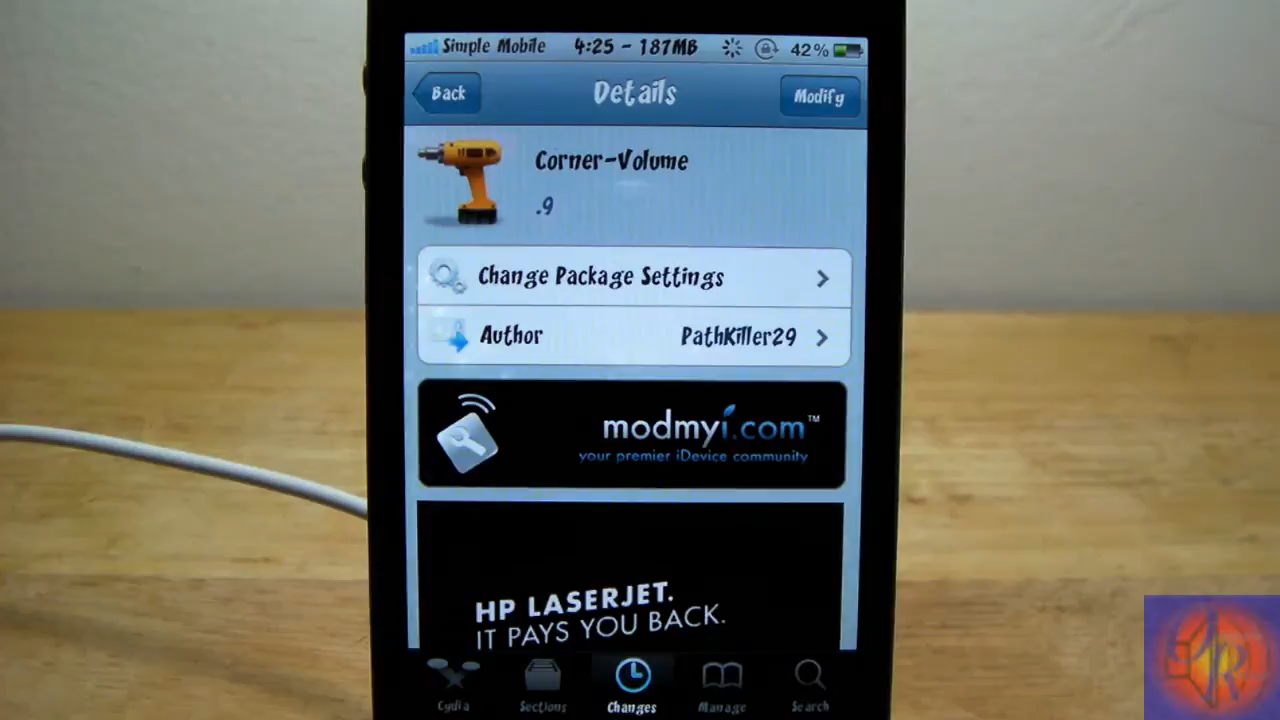 Simple Mobile 4:25 - 187MB 42%
Back Details Modify
Corner-Volume
.9
Change Package Settings
Author PathKiller29
modmyi.com™
your premier iDevice community
HP LASERJET.
IT PAYS YOU BACK.
Cydia Sections Changes Manage Search